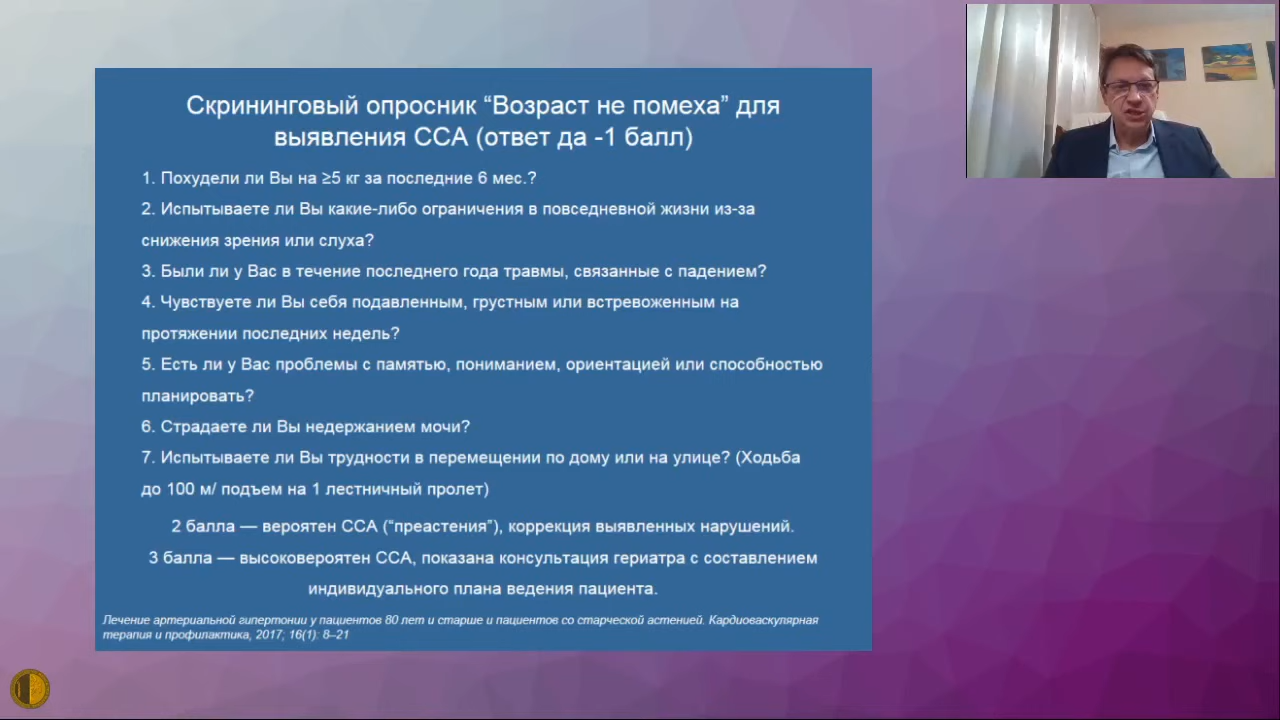 Скрининговый опросник “Возраст не помеха” для
выявления ССА (ответ да -1 балл)
1. Похудели ли Вы на ≥5 кг за последние 6 мес.?
2. Испытываете ли Вы какие-либо ограничения в повседневной жизни из-за
снижения зрения или слуха?
3. Были ли у Вас в течение последнего года травмы, связанные с падением?
4. Чувствуете ли Вы себя подавленным, грустным или встревоженным на
протяжении последних недель?
5. Есть ли у Вас проблемы с памятью, пониманием, ориентацией или способностью
планировать?
6. Страдаете ли Вы недержанием мочи?
7. Испытываете ли Вы трудности в перемещении по дому или на улице? (Ходьба
до 100 м/ подъем на 1 лестничный пролет)
2 балла — вероятен ССА (“преастения”), коррекция выявленных нарушений.
3 балла — высоковероятен ССА, показана консультация гериатра с составлением
индивидуального плана ведения пациента.
Лечение артериальной гипертонии у пациентов 80 лет и старше и пациентов со старческой астенией. Кардиоваскулярная
терапия и профилактика, 2017; 16(1): 8–21